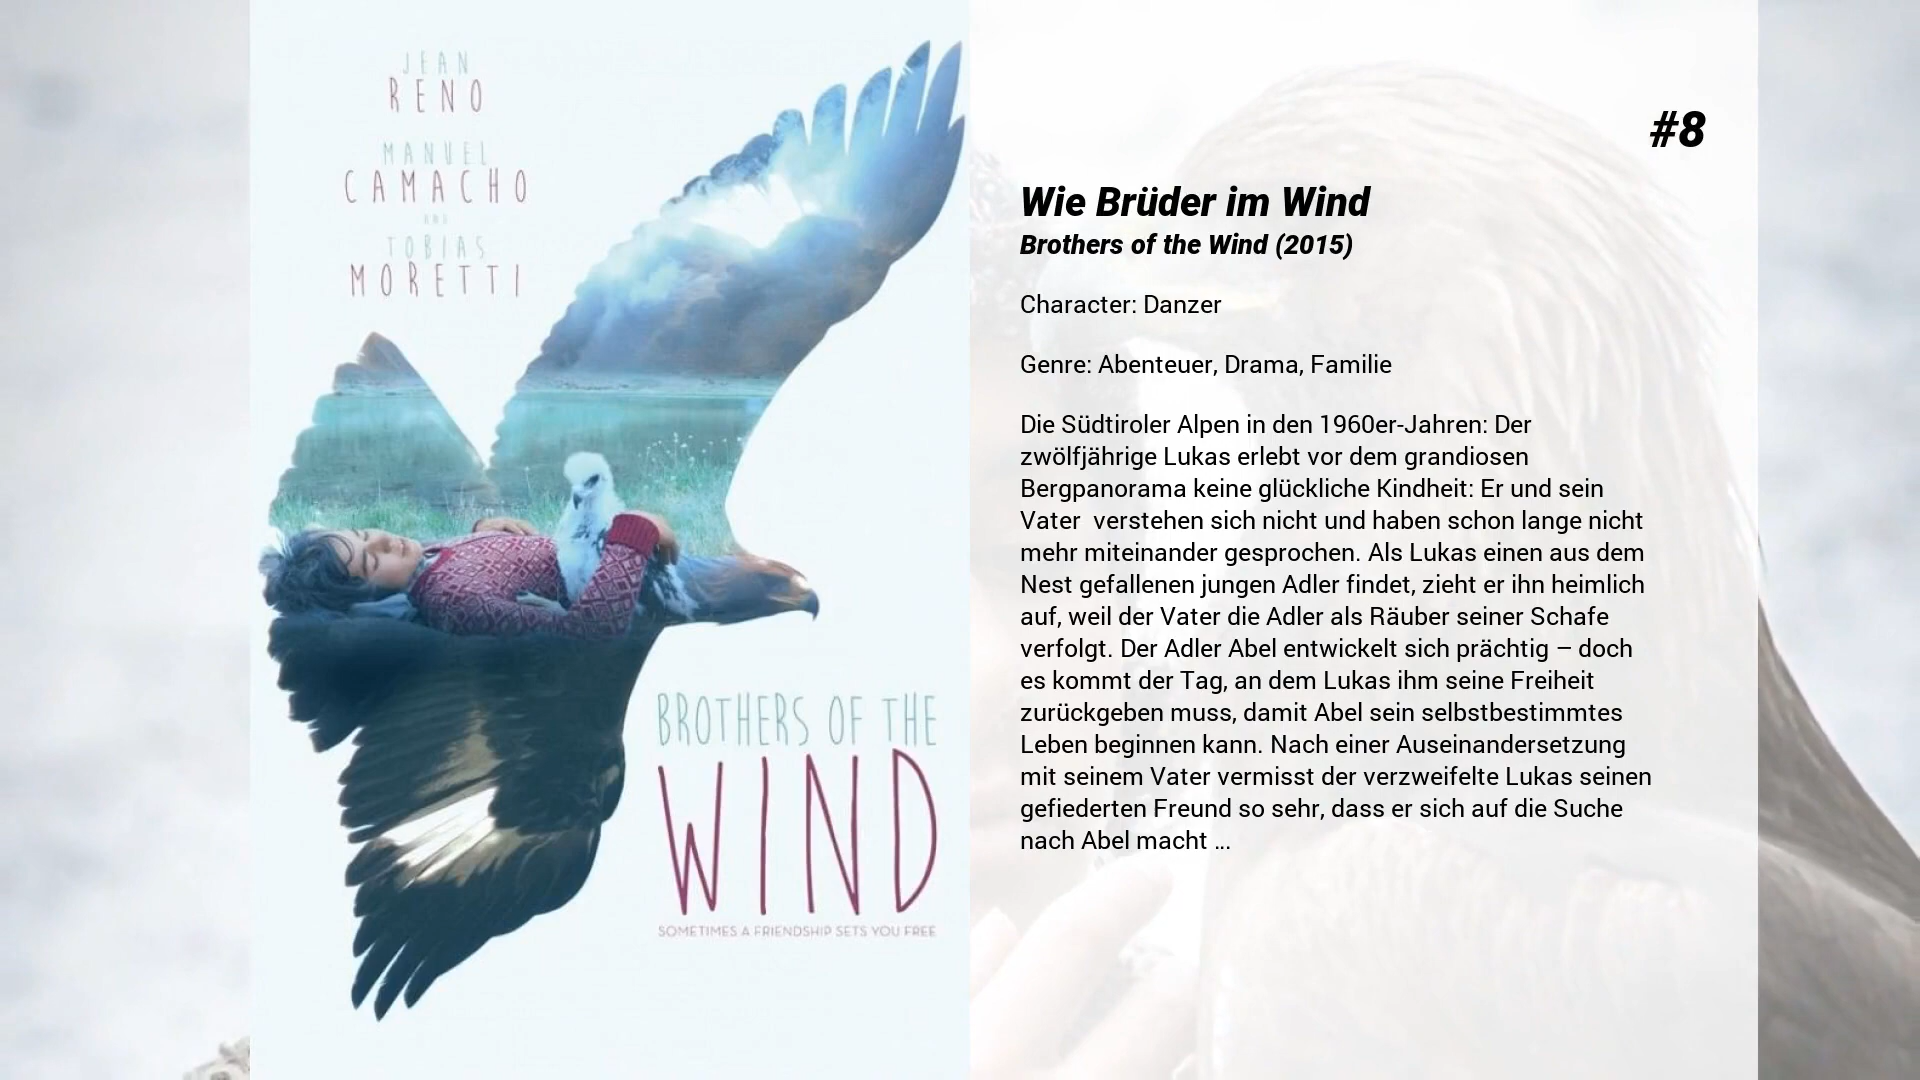 JEAN
RENO
MANUEL
CAMACHO
UND
TOBIAS
MORETTI
BROTHERS OF THE
WIND
SOMETIMES A FRIENDSHIP SETS YOU FREE
#8
Wie Brüder im Wind
Brothers of the Wind (2015)
Character: Danzer
Genre: Abenteuer, Drama, Familie
Die Südtiroler Alpen in den 1960er-Jahren: Der
zwölfjährige Lukas erlebt vor dem grandiosen
Bergpanorama keine glückliche Kindheit: Er und sein
Vater  verstehen sich nicht und haben schon lange nicht
mehr miteinander gesprochen. Als Lukas einen aus dem
Nest gefallenen jungen Adler findet, zieht er ihn heimlich
auf, weil der Vater die Adler als Räuber seiner Schafe
verfolgt. Der Adler Abel entwickelt sich prächtig – doch
es kommt der Tag, an dem Lukas ihm seine Freiheit
zurückgeben muss, damit Abel sein selbstbestimmtes
Leben beginnen kann. Nach einer Auseinandersetzung
mit seinem Vater vermisst der verzweifelte Lukas seinen
gefiederten Freund so sehr, dass er sich auf die Suche
nach Abel macht ...